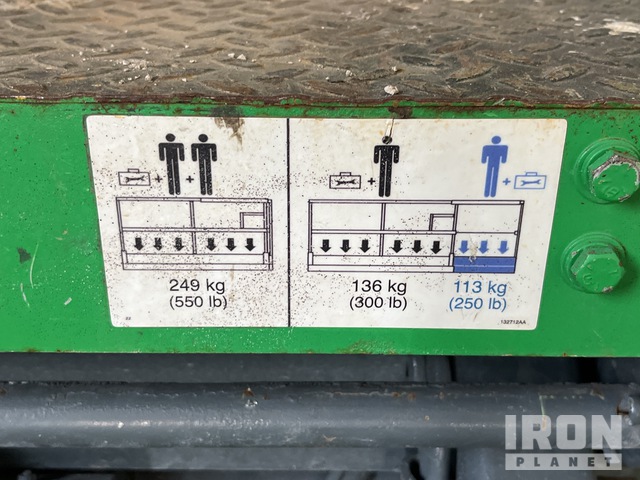 249 kg
(550 lb)
136 kg
(300 lb)
113 kg
(250 lb)
132712AA
IRON
PLANET